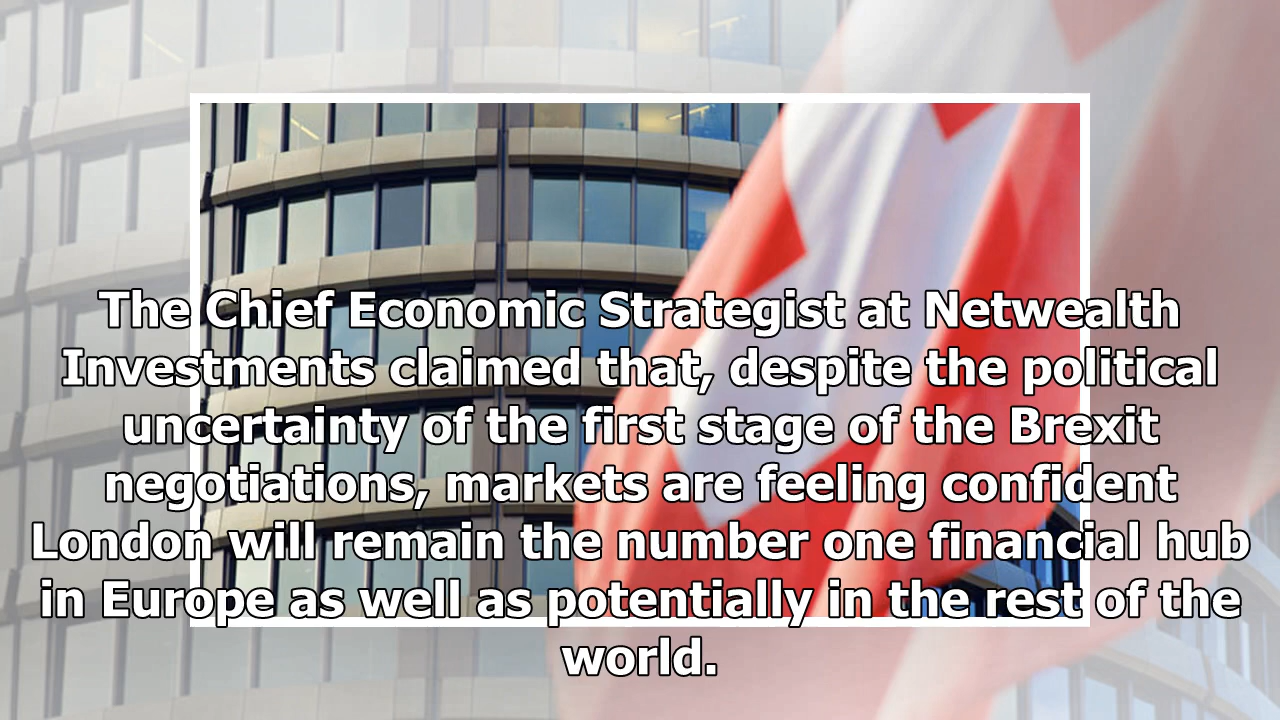 The Chief Economic Strategist at Netwealth
Investments claimed that, despite the political
uncertainty of the first stage of the Brexit
negotiations, markets are feeling confident
London will remain the number one financial hub
in Europe as well as potentially in the rest of the
world.